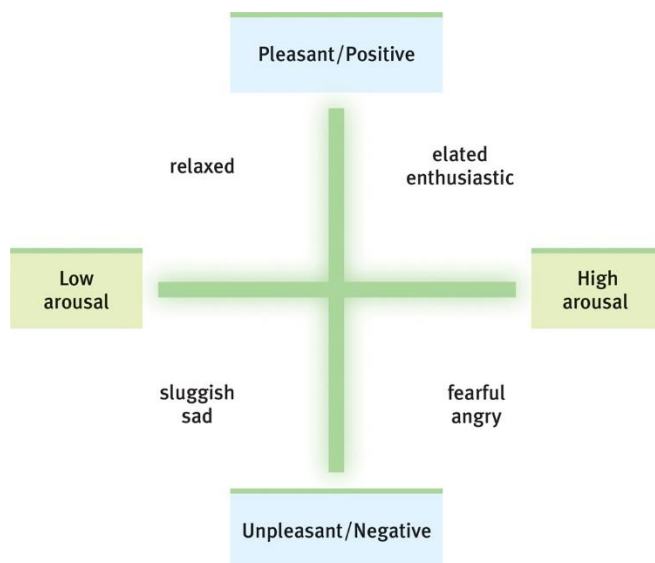 Pleasant/Positive
relaxed
elated
enthusiastic
Low
arousal
High
arousal
sluggish
sad
fearful
angry
Unpleasant/Negative